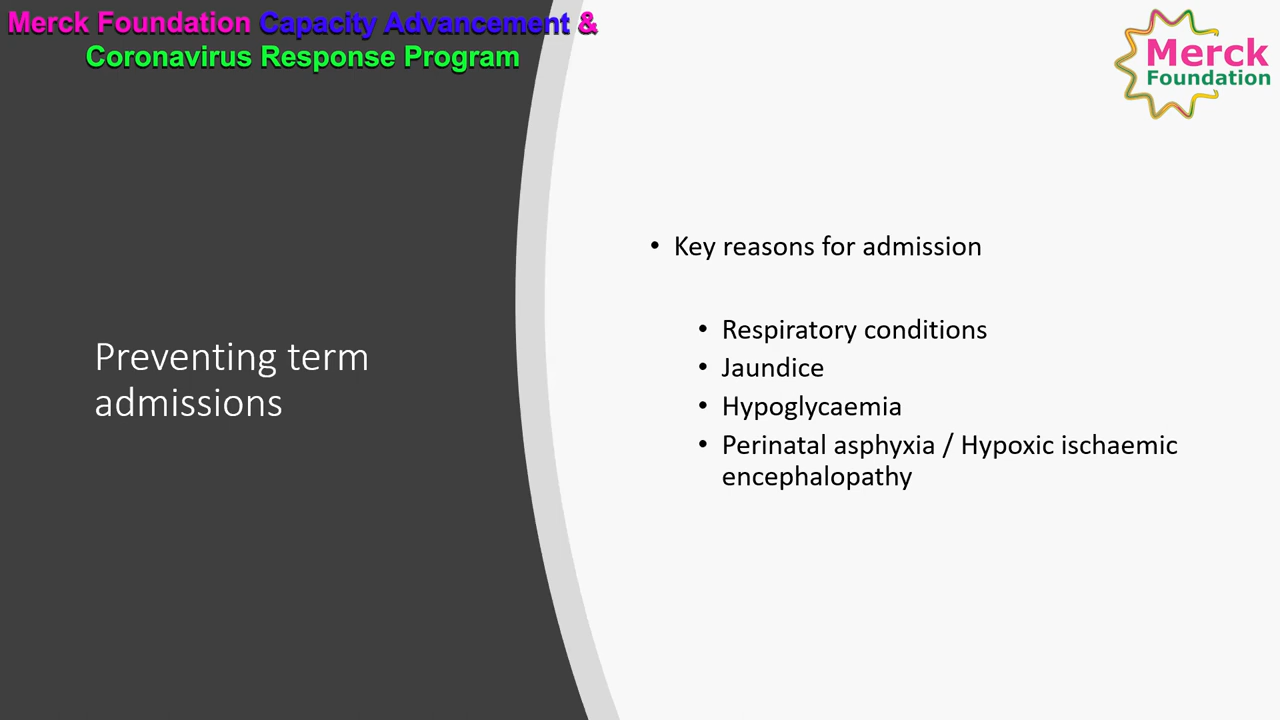 Merck Foundation Capacity Advancement &
Coronavirus Response Program
Merck
Foundation
Preventing term
admissions
• Key reasons for admission
• Respiratory conditions
• Jaundice
• Hypoglycaemia
• Perinatal asphyxia / Hypoxic ischaemic
encephalopathy